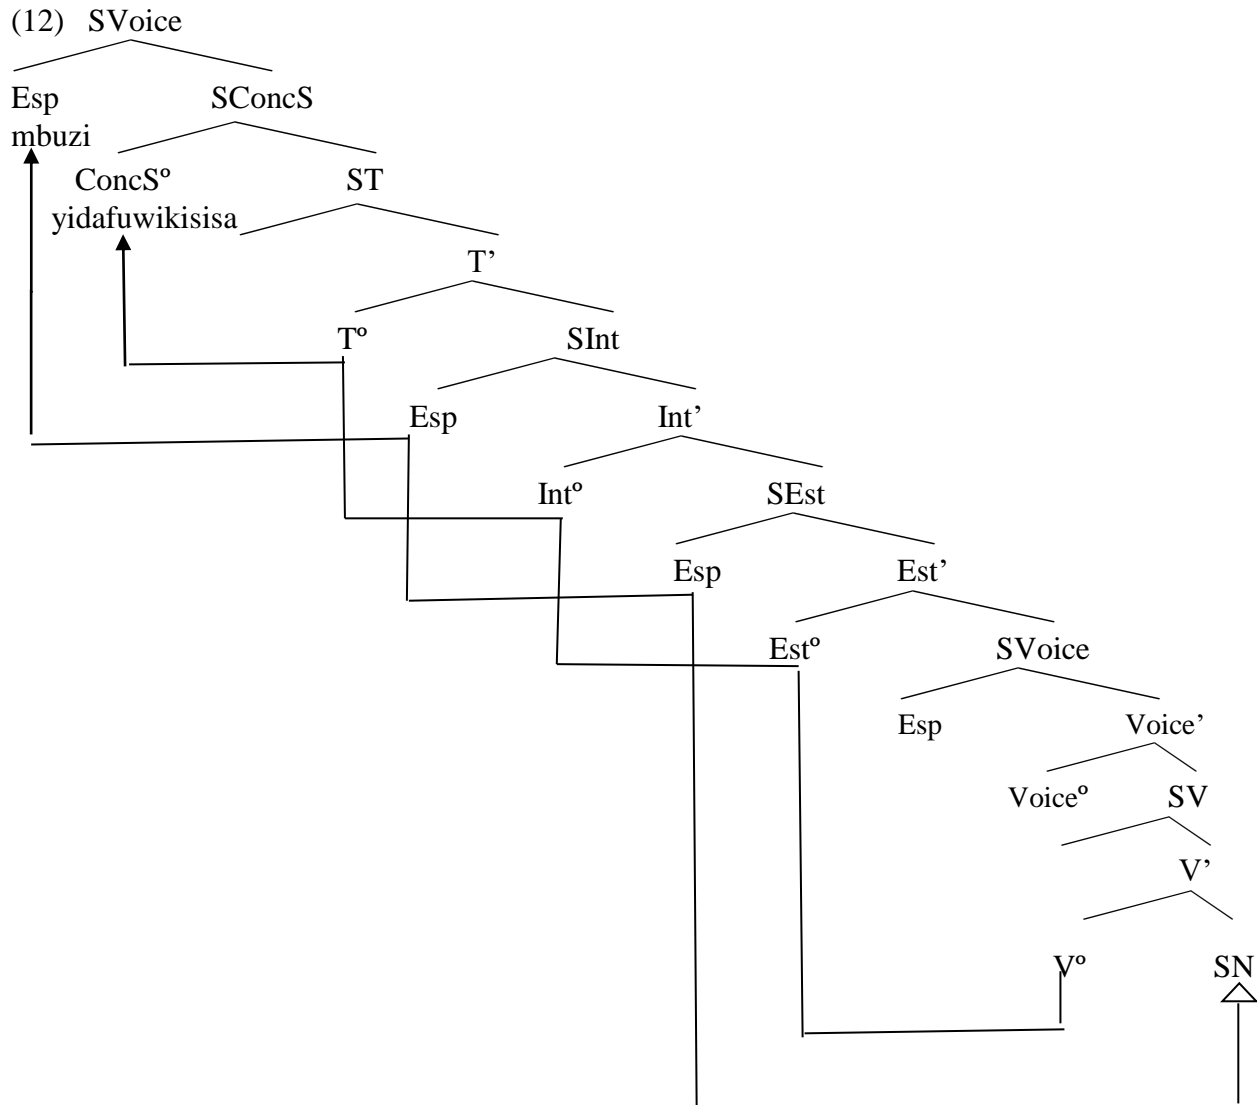 (12) SVoice
Esp SConcS
mbuzi
ConcSº ST
yidafuwikisisa
T’
Tº SInt
Esp Int’
Intº SEst
Esp Est’
Estº SVoice
Esp Voice’
Voiceº SV
V’
Vº SN